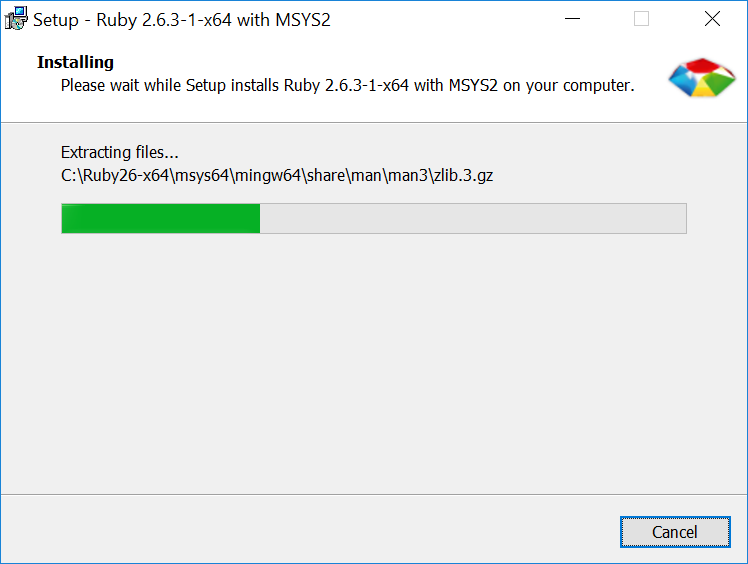 Setup - Ruby 2.6.3-1-x64 with MSYS2
Installing
Please wait while Setup installs Ruby 2.6.3-1-x64 with MSYS2 on your computer.
Extracting files...
C:\Ruby26-x64\msys64\mingw64\share\man\man3\zlib.3.gz
Cancel